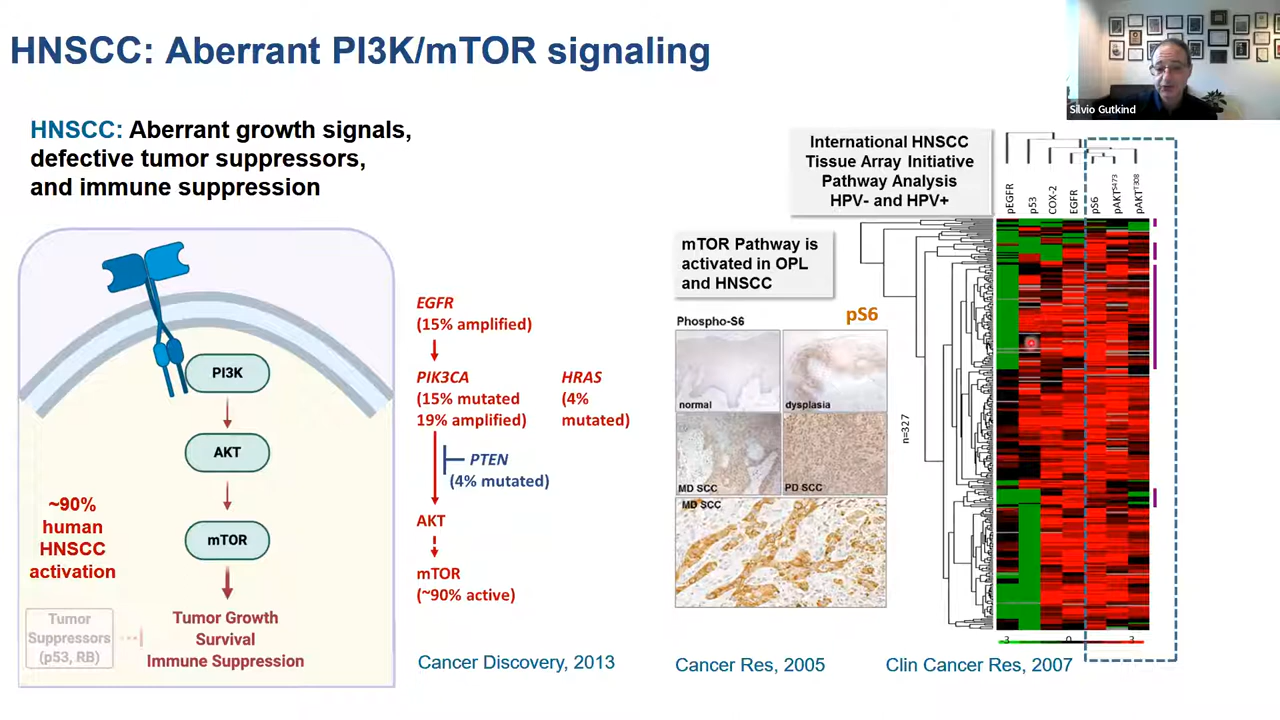 HNSCC: Aberrant PI3K/mTOR signaling
Silvio Gutkind
HNSCC: Aberrant growth signals,
defective tumor suppressors,
and immune suppression
PI3K
AKT
mTOR
~90%
human
HNSCC
activation
Tumor
Suppressors
(p53, RB)
Tumor Growth
Survival
Immune Suppression
EGFR
(15% amplified)
PIK3CA
(15% mutated
19% amplified)
HRAS
(4%
mutated)
PTEN
(4% mutated)
AKT
mTOR
(~90% active)
Cancer Discovery, 2013
mTOR Pathway is
activated in OPL
and HNSCC
Phospho-S6
pS6
normal
dysplasia
MD SCC
PD SCC
MD SCC
Cancer Res, 2005
International HNSCC
Tissue Array Initiative
Pathway Analysis
HPV- and HPV+
pEGFR
p53
COX-2
EGFR
pS6
pAKTS473
pAKTT308
n=327
-3
0
3
Clin Cancer Res, 2007